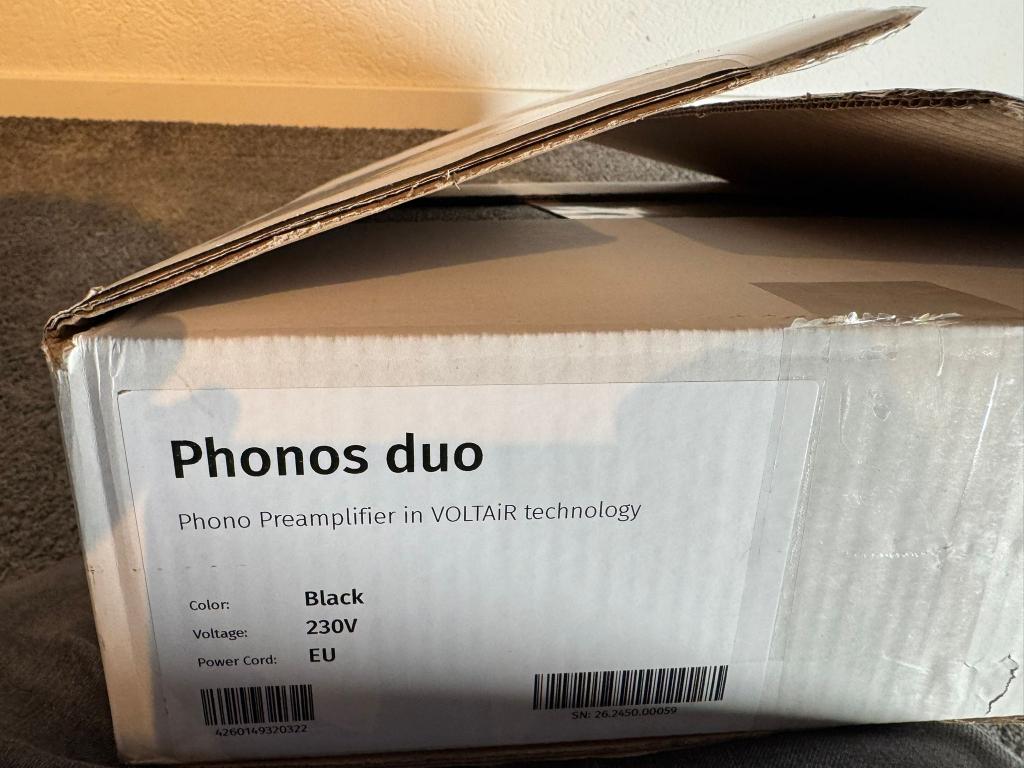 Phonos duo
Phono Preamplifier in VOLTAiR technology
Color: Black
Voltage: 230V
Power Cord: EU
4260149320322
SN: 26.2450.00059